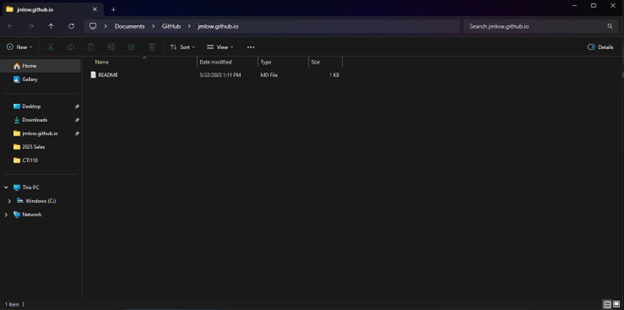 jmlow.github.io
Documents > GitHub > jmlow.github.io
Search jmlow.github.io
New
Sort
View
Details
Name Date modified Type Size
Home
Gallery
README 5/22/2025 1:11 PM MD File 1 KB
Desktop
Downloads
jmlow.github.io
2025 Sales
CTI110
This PC
Windows (C:)
Network
1 item